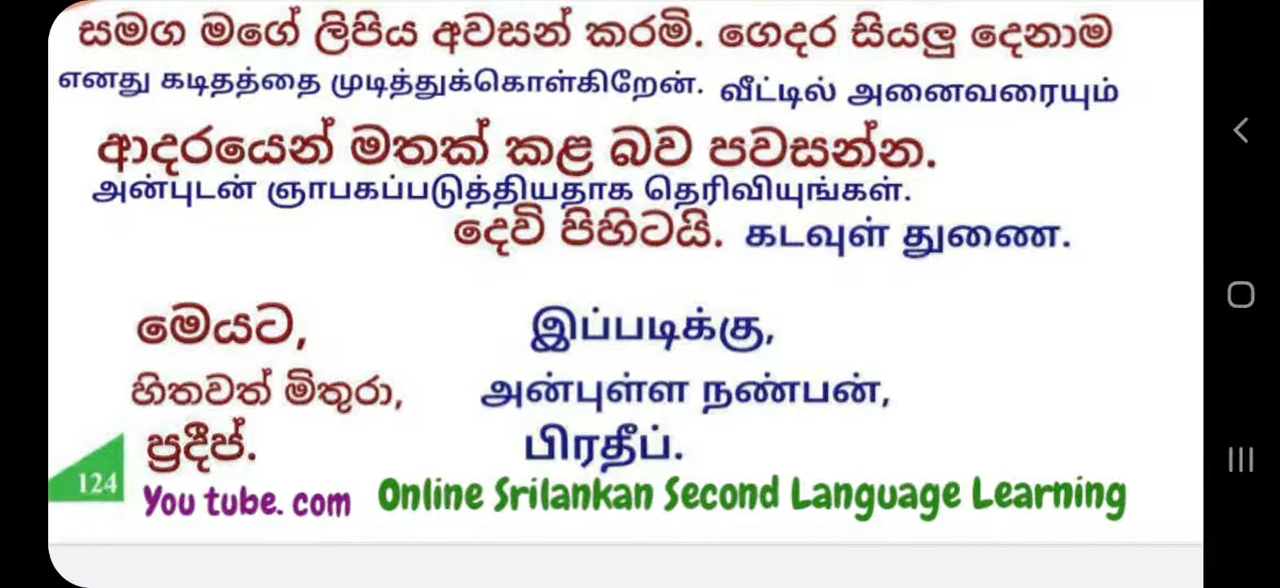 සමග මගේ ලිපිය අවසන් කරමි. ගෙදර සියලු දෙනාම
எனது கடிதத்தை முடித்துக்கொள்கிறேன். வீட்டில் அனைவரையும்
ආදරයෙන් මතක් කළ බව පවසන්න.
அன்புடன் ஞாபகப்படுத்தியதாக தெரிவியுங்கள்.
දෙවි පිහිටයි. கடவுள் துணை.
මෙයට, இப்படிக்கு,
හිතවත් මිතුරා, அன்புள்ள நண்பன்,
ප්‍රදීප්. பிரதீப்.
124
You tube. com Online Srilankan Second Language Learning